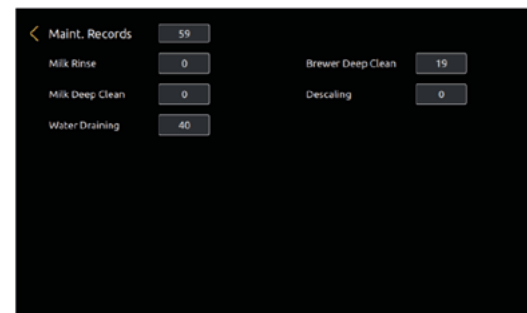 Maint. Records 59
Milk Rinse 0 Brewer Deep Clean 19
Milk Deep Clean 0 Descaling 0
Water Draining 40